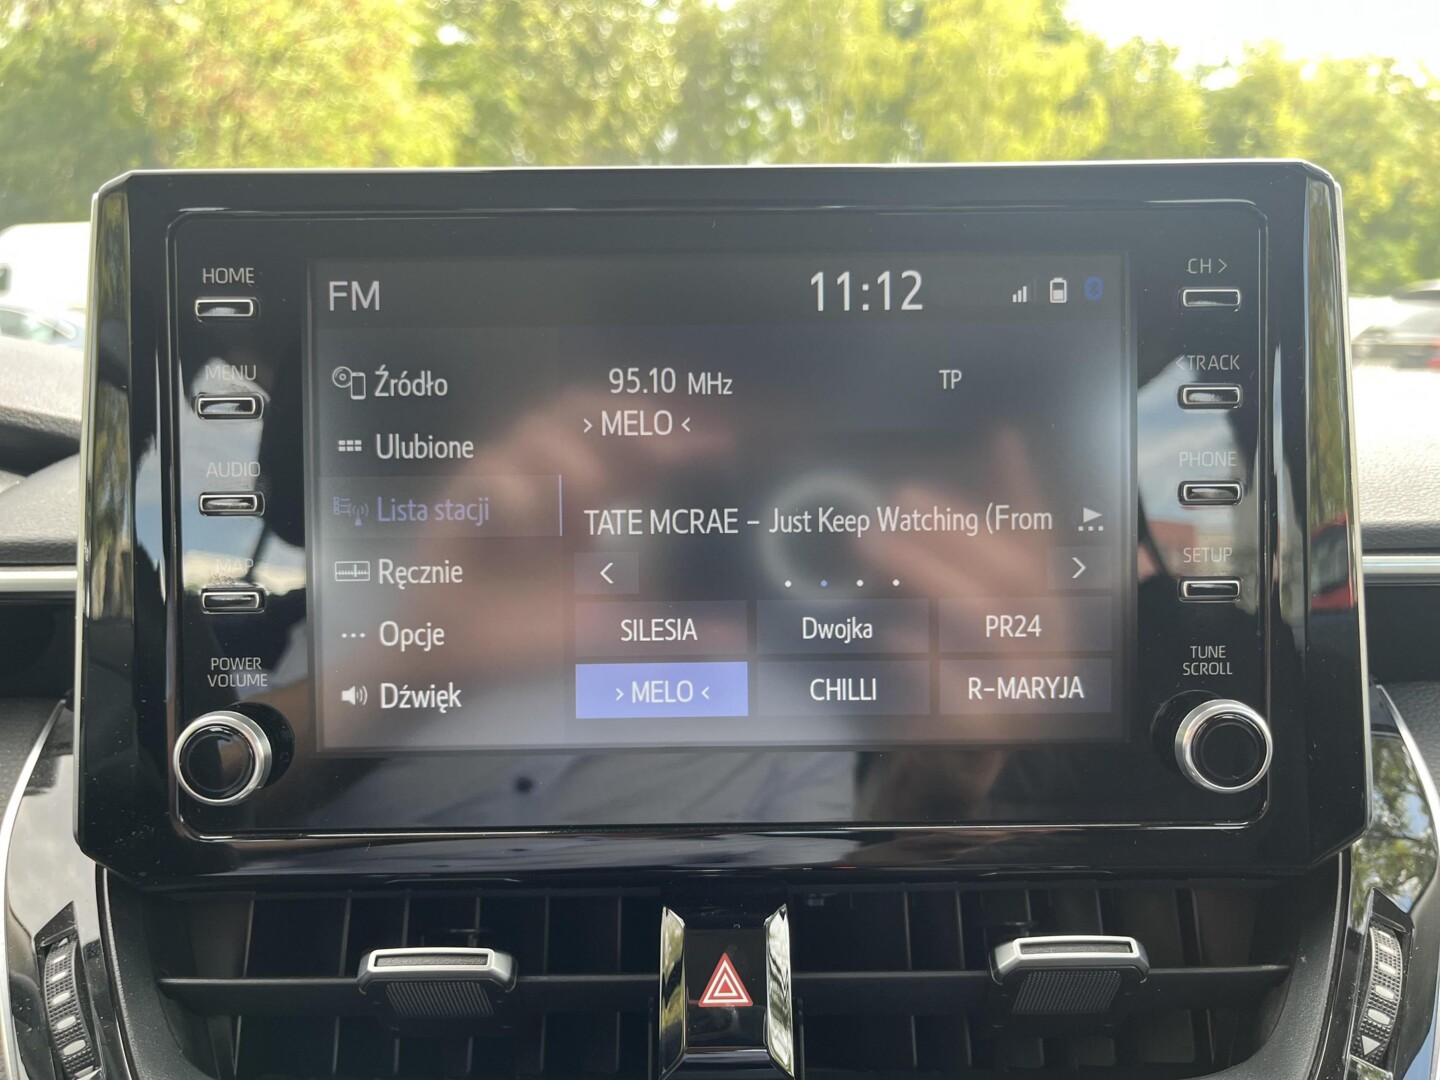 HOME
MENU
AUDIO
MAP
POWER
VOLUME
FM
11:12
Źródło
Ulubione
Lista stacji
Ręcznie
Opcje
Dźwięk
95.10 MHz
TP
› MELO ‹
TATE MCRAE – Just Keep Watching (From
SILESIA
Dwojka
PR24
› MELO ‹
CHILLI
R-MARYJA
CH >
<TRACK
PHONE
SETUP
TUNE
SCROLL